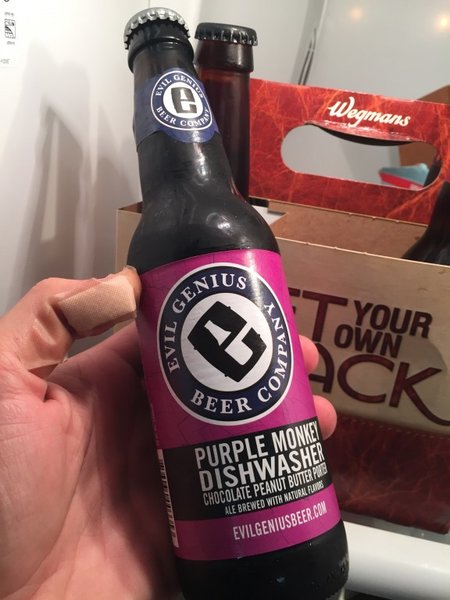 EVIL GENIUS
e
BEER COMPANY
Wegmans
EVIL GENIUS
e
BEER COMPANY
PURPLE MONKEY
DISHWASHER
CHOCOLATE PEANUT BUTTER PORTER
ALE BREWED WITH NATURAL FLAVORS
EVILGENIUSBEER.COM
YOUR
OWN